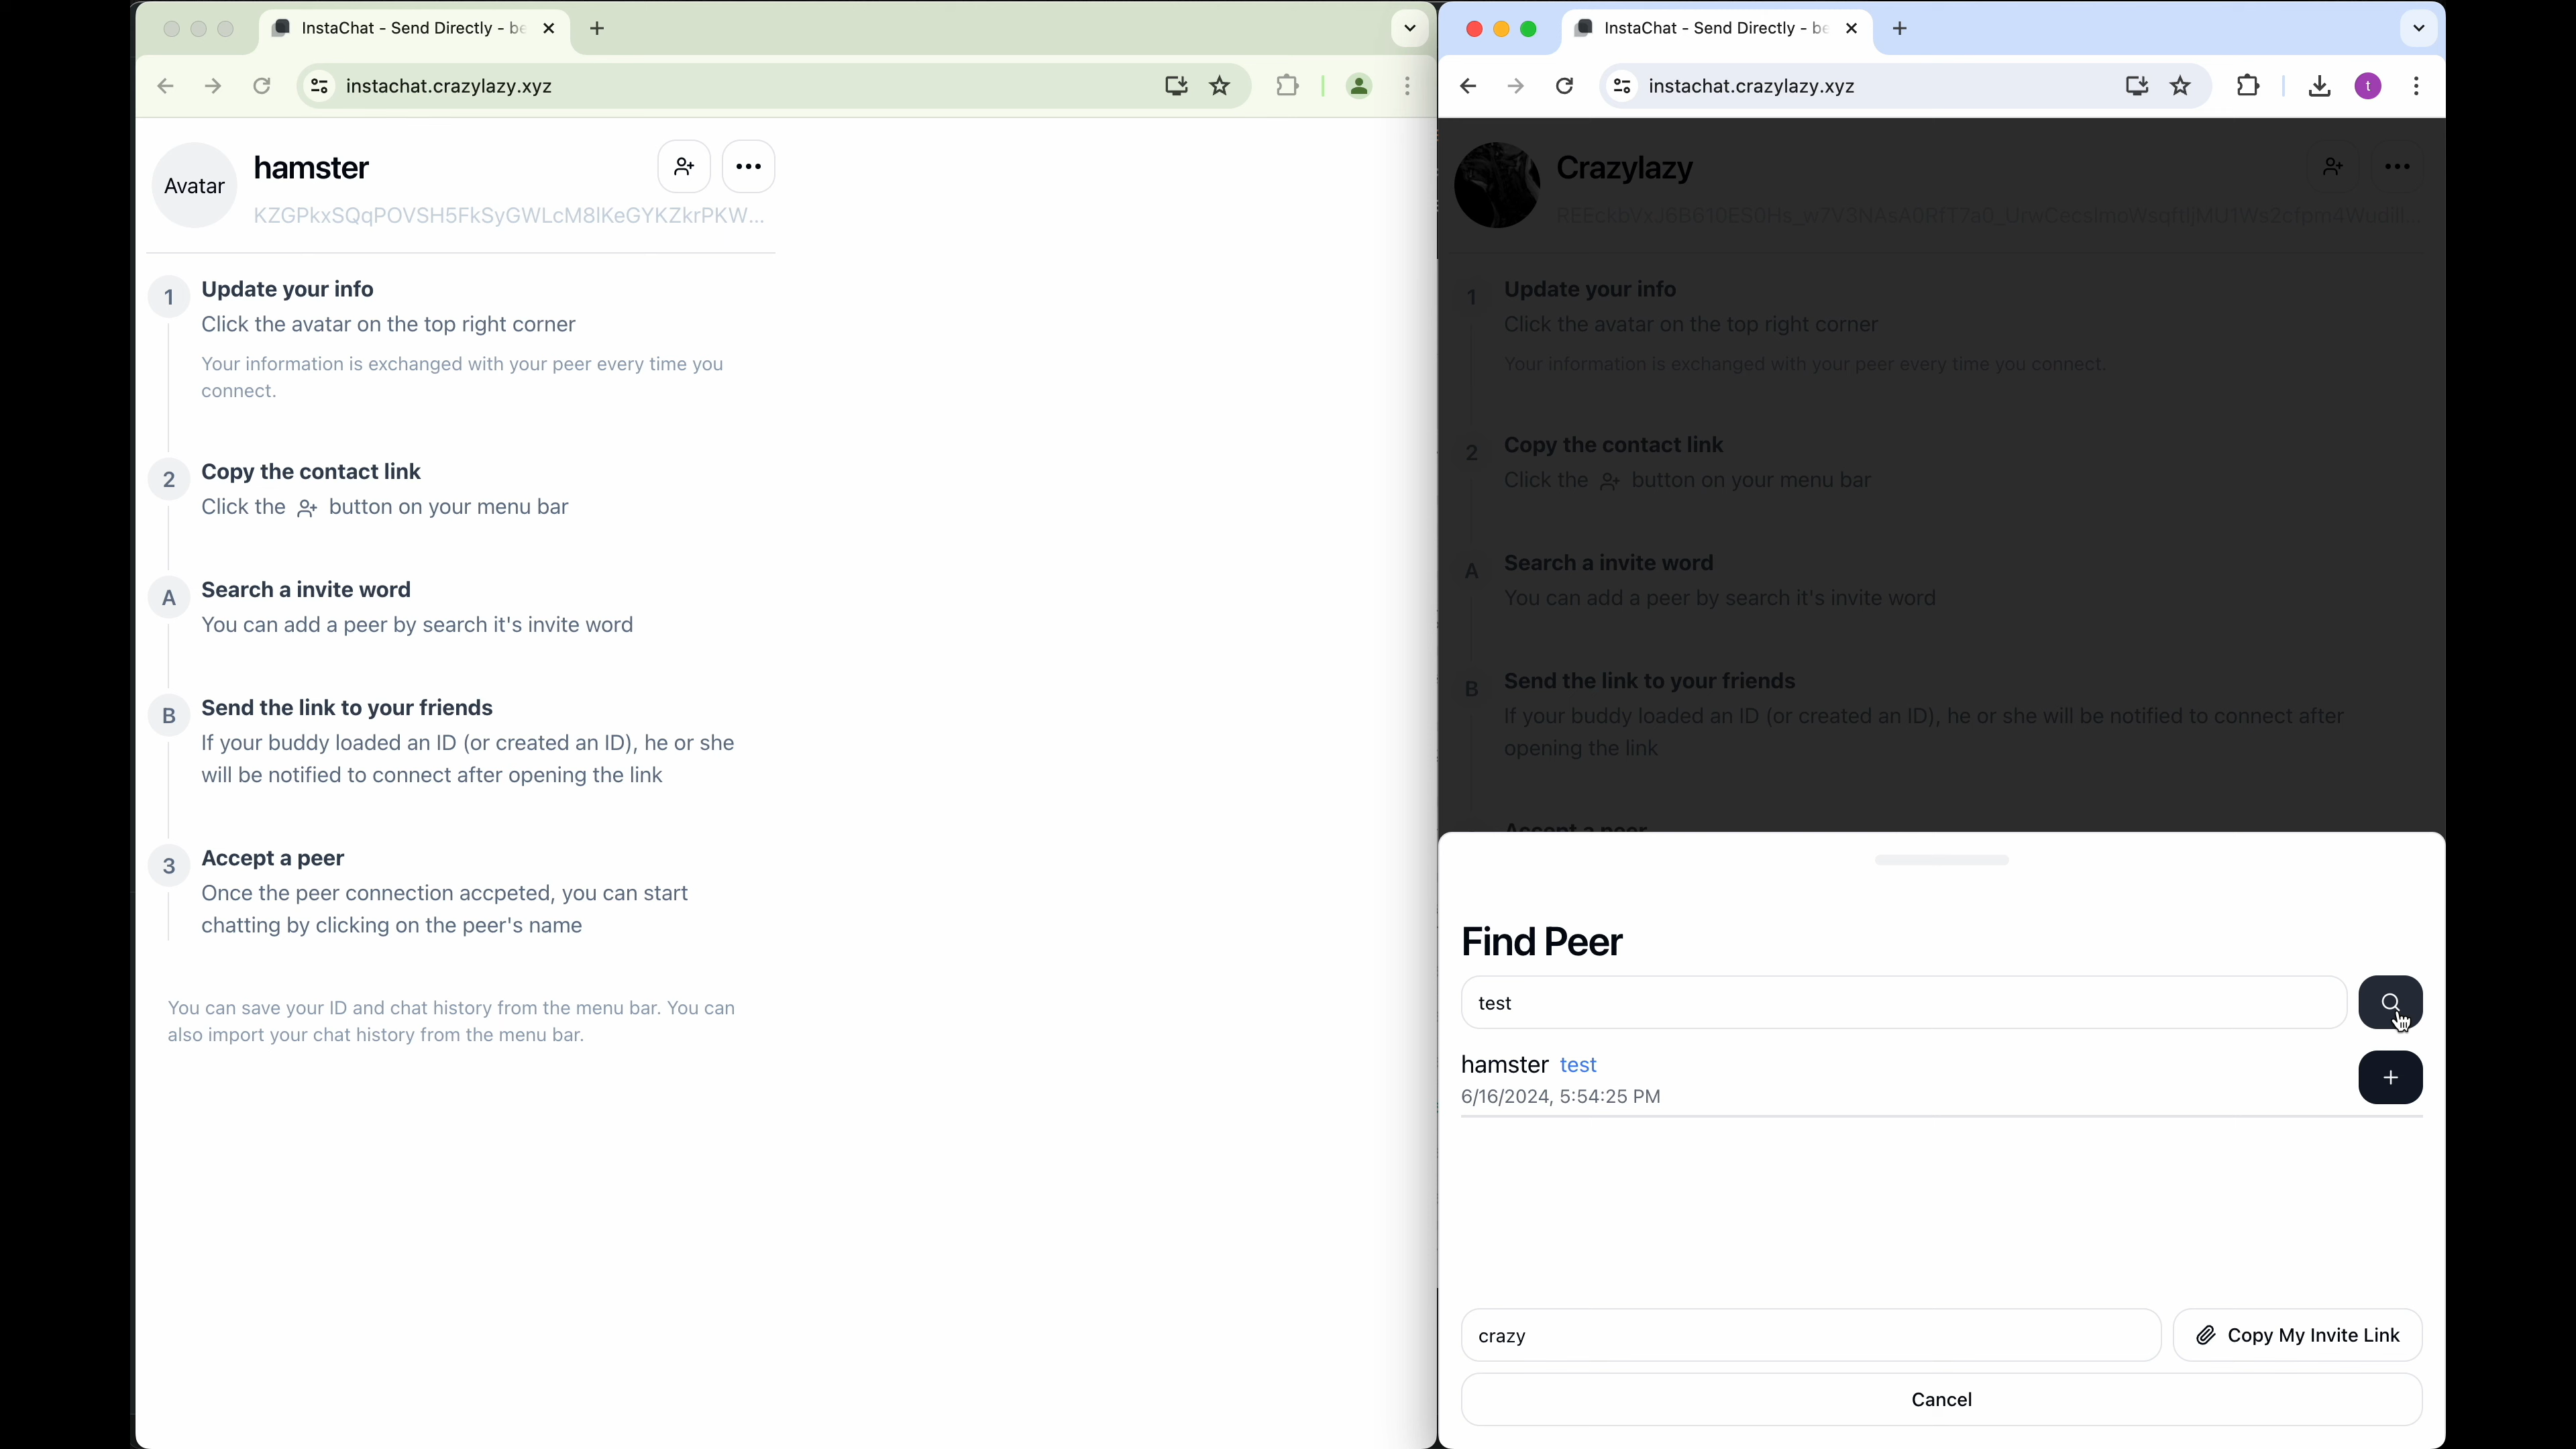 InstaChat - Send Directly - be
instachat.crazylazy.xyz
Avatar
hamster
KZGPkxSQqPOVSH5FkSyGWLcM8lKeGYKZkrPKW...
1
Update your info
Click the avatar on the top right corner
Your information is exchanged with your peer every time you
connect.
2
Copy the contact link
Click the button on your menu bar
A
Search a invite word
You can add a peer by search it's invite word
B
Send the link to your friends
If your buddy loaded an ID (or created an ID), he or she
will be notified to connect after opening the link
3
Accept a peer
Once the peer connection accpeted, you can start
chatting by clicking on the peer's name
You can save your ID and chat history from the menu bar. You can
also import your chat history from the menu bar.
InstaChat - Send Directly - be
instachat.crazylazy.xyz
t
Crazylazy
1
Update your info
Click the avatar on the top right corner
Your information is exchanged with your peer every time you connect.
2
Copy the contact link
Click the button on your menu bar
A
Search a invite word
You can add a peer by search it's invite word
B
Send the link to your friends
If your buddy loaded an ID (or created an ID), he or she will be notified to connect after
opening the link
Accept a peer
Find Peer
test
hamster test
6/16/2024, 5:54:25 PM
crazy
Copy My Invite Link
Cancel